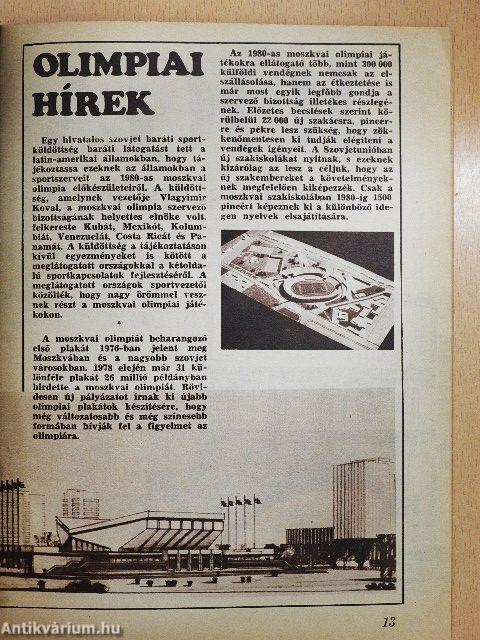 OLIMPIAI
HÍREK
Egy hivatalos szovjet baráti sport-
küldöttség baráti látogatást tett a
latin-amerikai államokban, hogy tá-
jékoztassa ezeknek az államoknak a
sportszerveit az 1980-as moszkvai
olimpia előkészületeiről. A küldött-
ség, amelynek vezetője Vlagyimir
Koval, a moszkvai olimpia szervező
bizottságának helyettes elnöke volt,
felkereste Kubát, Mexikót, Kolum-
biát, Venezuelát, Costa Ricát és Pa-
namát. A küldöttség a tájékoztatáson
kívül egyezményeket is kötött a
meglátogatott országokkal a kétolda-
lú sportkapcsolatok fejlesztéséről. A
meglátogatott országok sportvezetői
közölték, hogy nagy örömmel vesz-
nek részt a moszkvai olimpiai játé-
kokon.
*
A moszkvai olimpiát beharangozó
első plakát 1976-ban jelent meg
Moszkvában és a nagyobb szovjet
városokban. 1978 elején már 31 kü-
lönféle plakát 26 millió példányban
hirdette a moszkvai olimpiát. Rövi-
desen új pályázatot írnak ki újabb
olimpiai plakátok készítésére, hogy
még változatosabb és még színesebb
formában hívják fel a figyelmet az
olimpiára.
Az 1980-as moszkvai olimpiai já-
tékokra ellátogató több, mint 300 000
külföldi vendégnek nemcsak az el-
szállásolása, hanem az étkeztetése is
már most egyik legfőbb gondja a
szervező bizottság illetékes részlegé-
nek. Előzetes becslések szerint kö-
rülbelül 22 000 új szakácsra, pincér-
re és pékre lesz szükség, hogy zök-
kenőmentesen ki tudják elégíteni a
vendégek igényeit. A Szovjetunióban
új szakiskolákat nyitnak, s ezeknek
kizárólag az lesz a céljuk, hogy az
új szakembereket a követelmények-
nek megfelelően kiképezzék. Csak a
moszkvai szakiskolában 1980-ig 1500
pincért képeznek ki a különböző ide-
gen nyelvek elsajátítására.
13
Antikvárium.hu